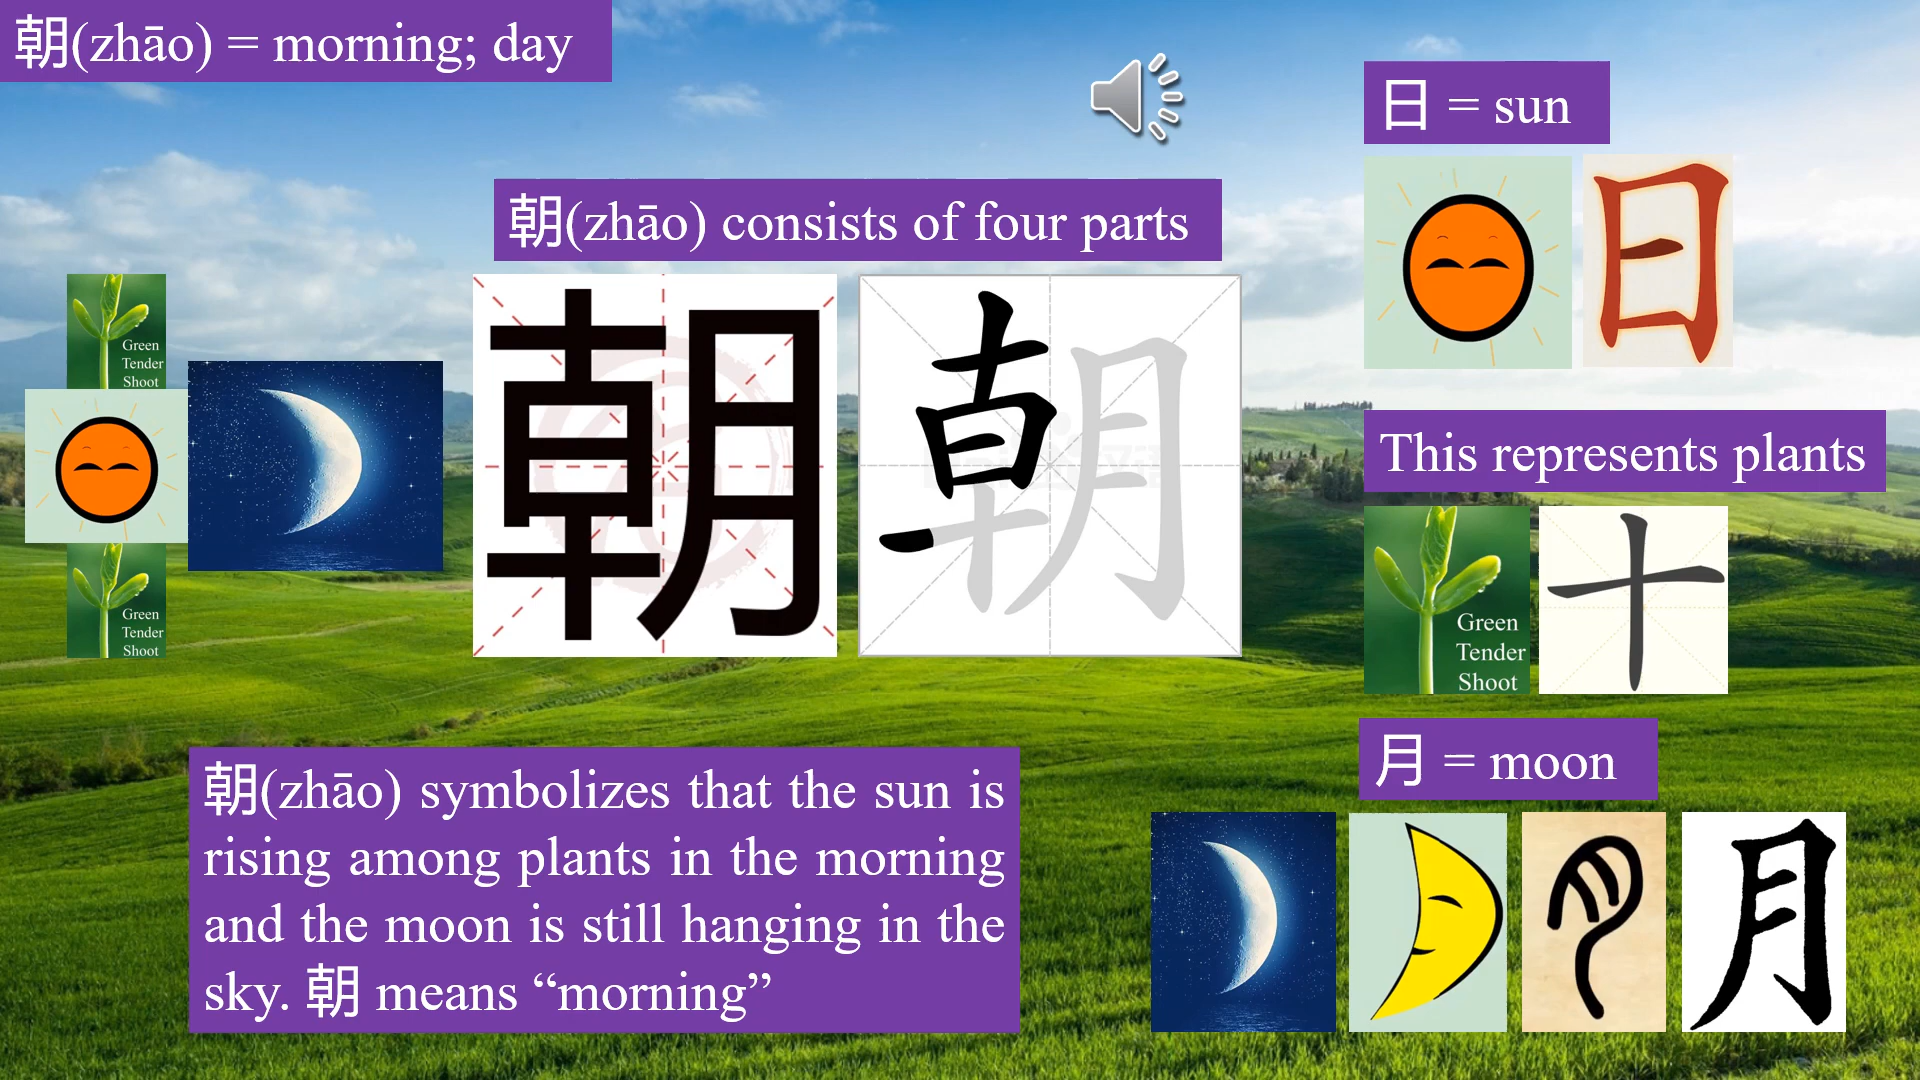 朝(zhāo) = morning; day
朝(zhāo) consists of four parts
Green
Tender
Shoot
Green
Tender
Shoot
朝
朝
朝(zhāo) symbolizes that the sun is
rising among plants in the morning
and the moon is still hanging in the
sky. 朝 means “morning”
日 = sun
日
This represents plants
Green
Tender
Shoot
十
月 = moon
月